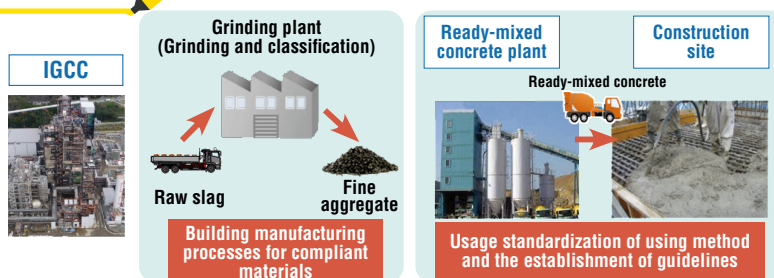 IGCC
Grinding plant
(Grinding and classification)
Raw slag
Fine
aggregate
Building manufacturing
processes for compliant
materials
Ready-mixed
concrete plant
Construction
site
Ready-mixed concrete
Usage standardization of using method
and the establishment of guidelines